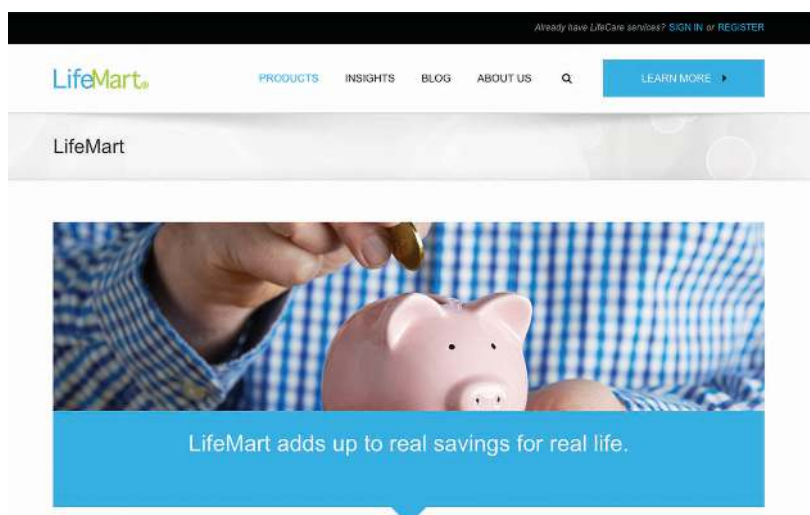 Already have LifeCare services? SIGN IN or REGISTER
LifeMart®
PRODUCTS INSIGHTS BLOG ABOUT US LEARN MORE
LifeMart
LifeMart adds up to real savings for real life.